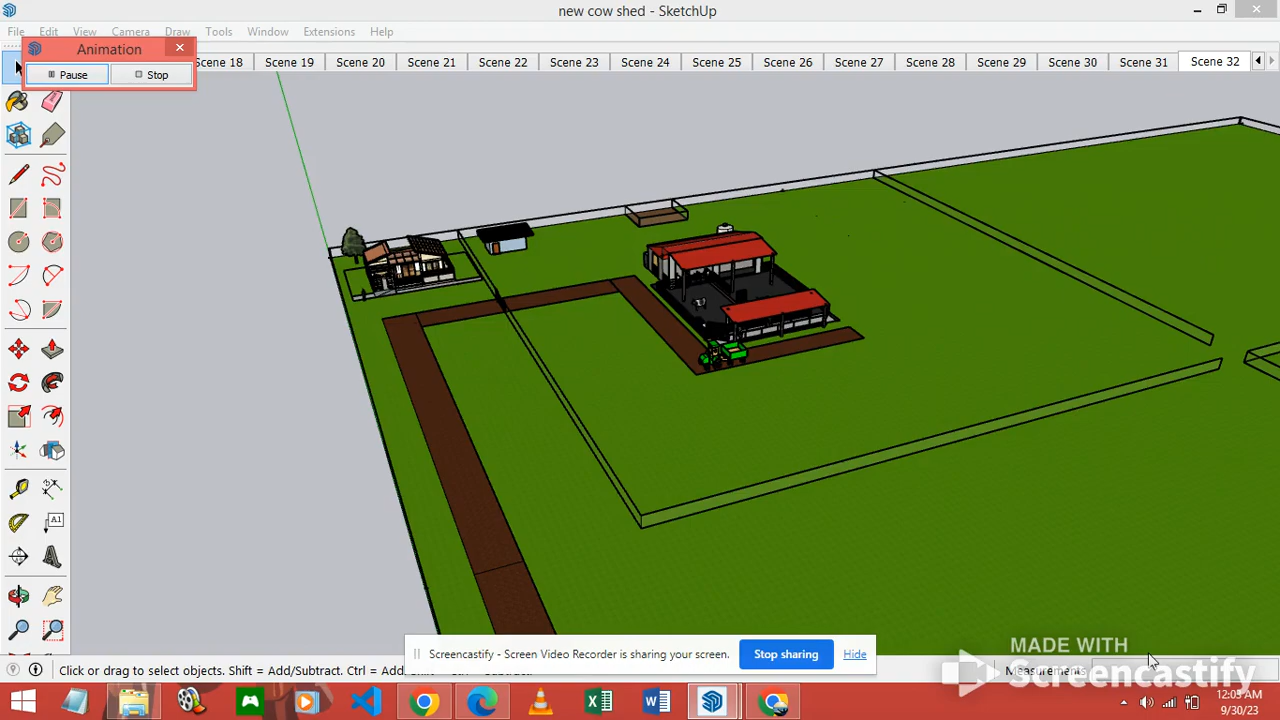 new cow shed - SketchUp
File Edit View Camera Draw Tools Window Extensions Help
Animation
Pause Stop
Scene 18 Scene 19 Scene 20 Scene 21 Scene 22 Scene 23 Scene 24 Scene 25 Scene 26 Scene 27 Scene 28 Scene 29 Scene 30 Scene 31 Scene 32
A1
MADE WITH
Screencastify
Screencastify - Screen Video Recorder is sharing your screen. Stop sharing Hide
Click or drag to select objects. Shift = Add/Subtract. Ctrl = Add Measurements
12:03 AM
9/30/23